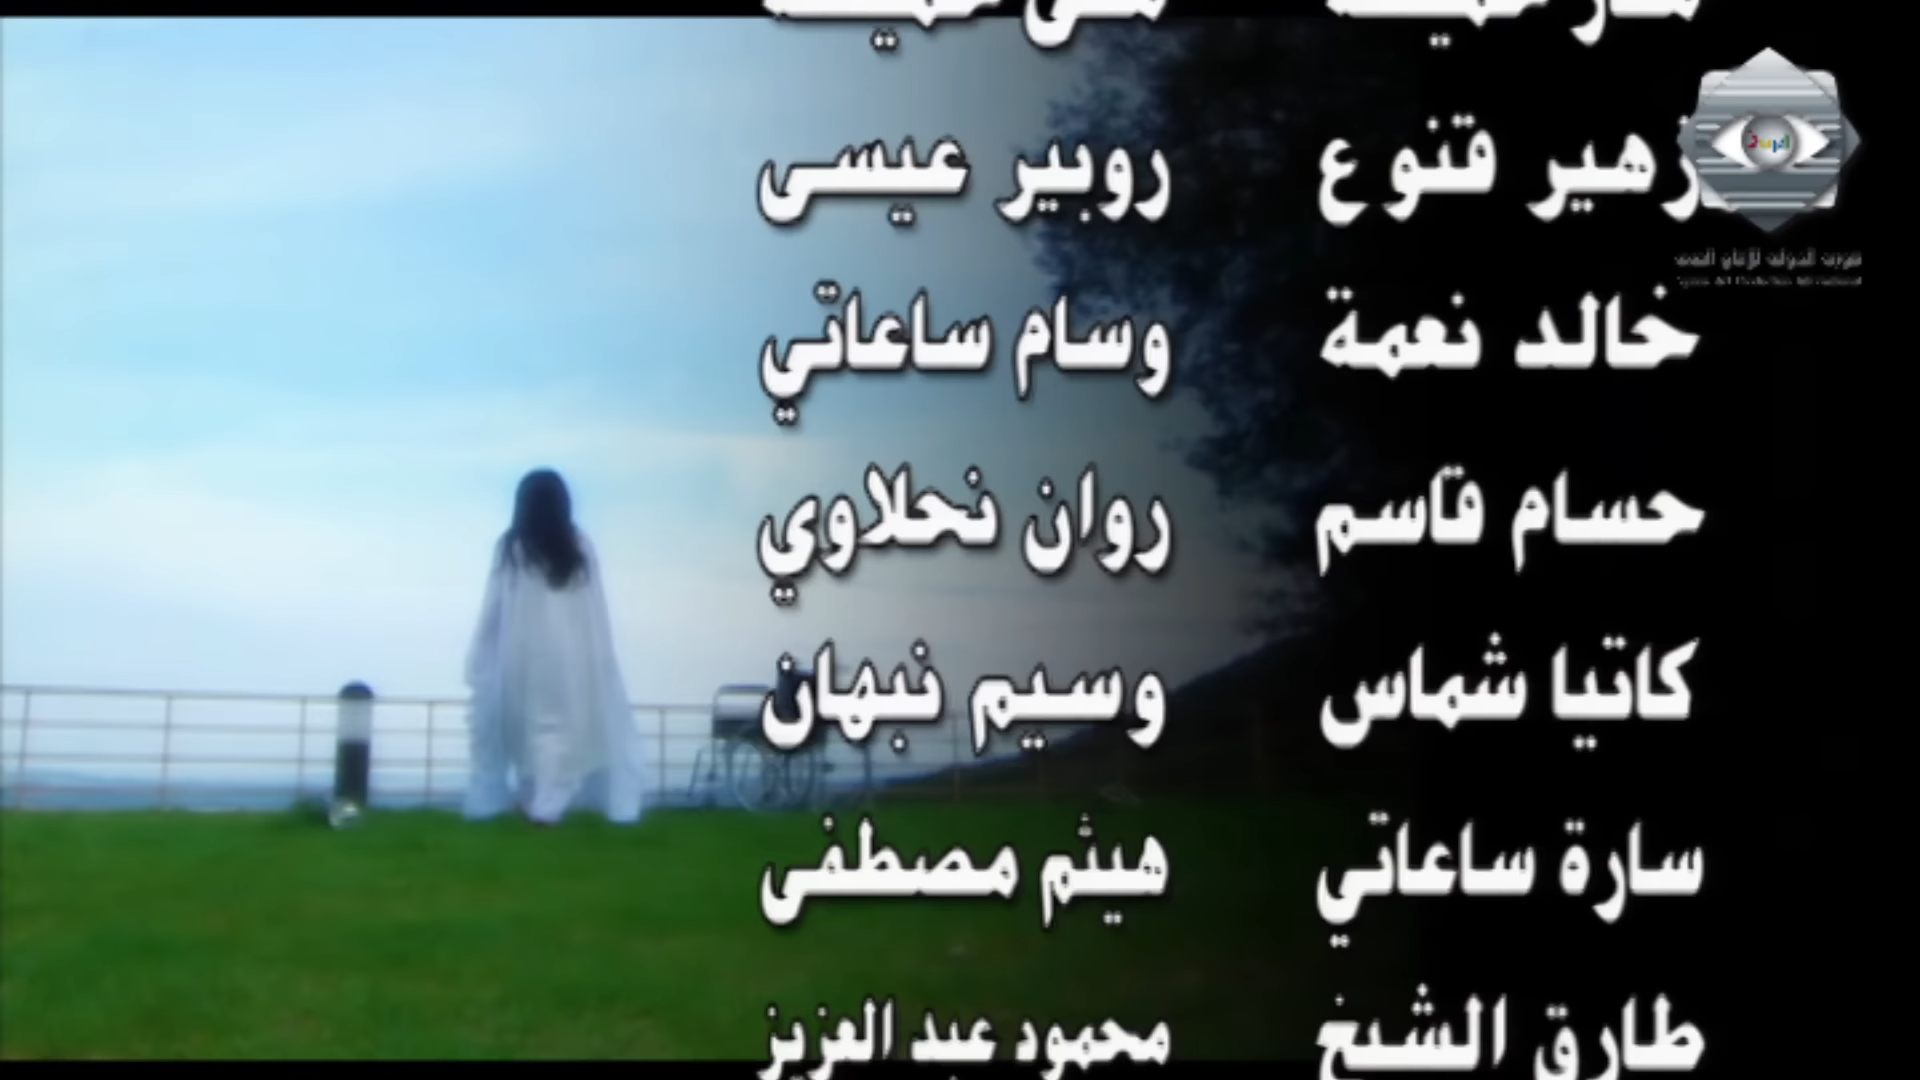 زهير قنوع روبير عيسى
خالد نعمة وسام ساعاتي
حسام قاسم روان نحلاوي
كاتيا شماس وسيم نبهان
سارة ساعاتي هيثم مصطفى
طارق الشيخ محمود عبد العزيز